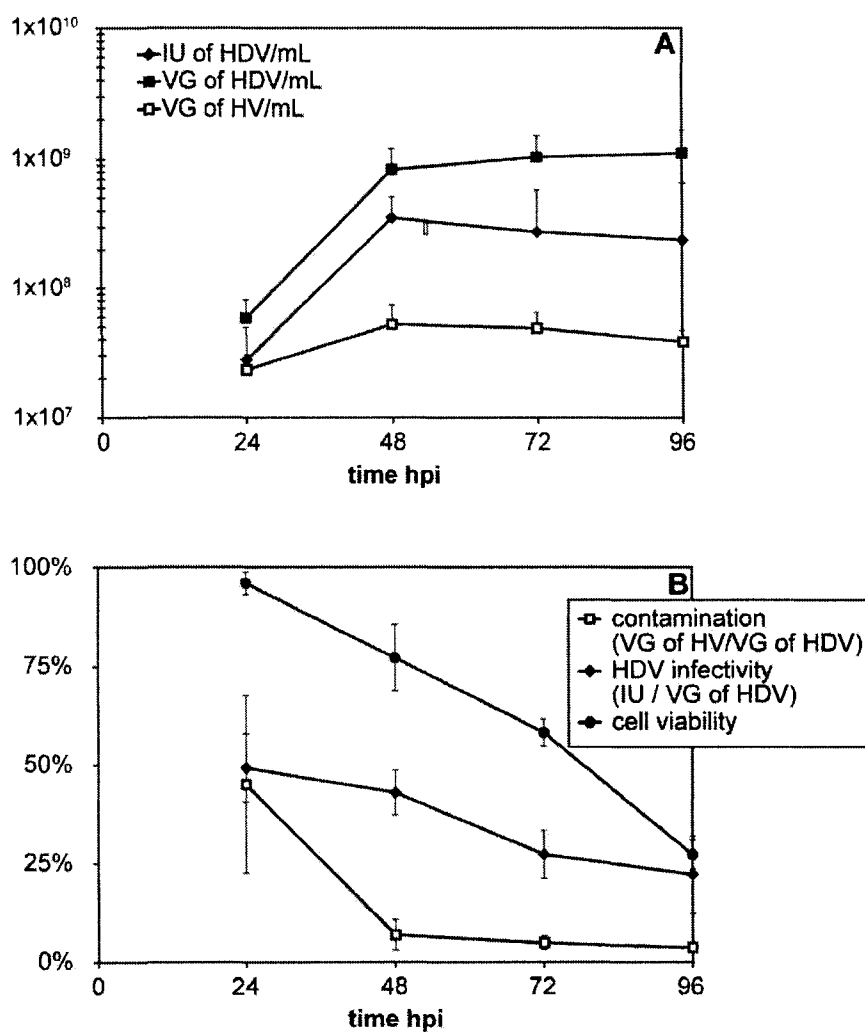 1x10^10
A
IU of HDV/mL
VG of HDV/mL
VG of HV/mL
1x10^9
1x10^8
1x10^7
0 24 48 72 96
time hpi
100%
B
contamination
(VG of HV/VG of HDV)
HDV infectivity
(IU / VG of HDV)
cell viability
75%
50%
25%
0%
0 24 48 72 96
time hpi